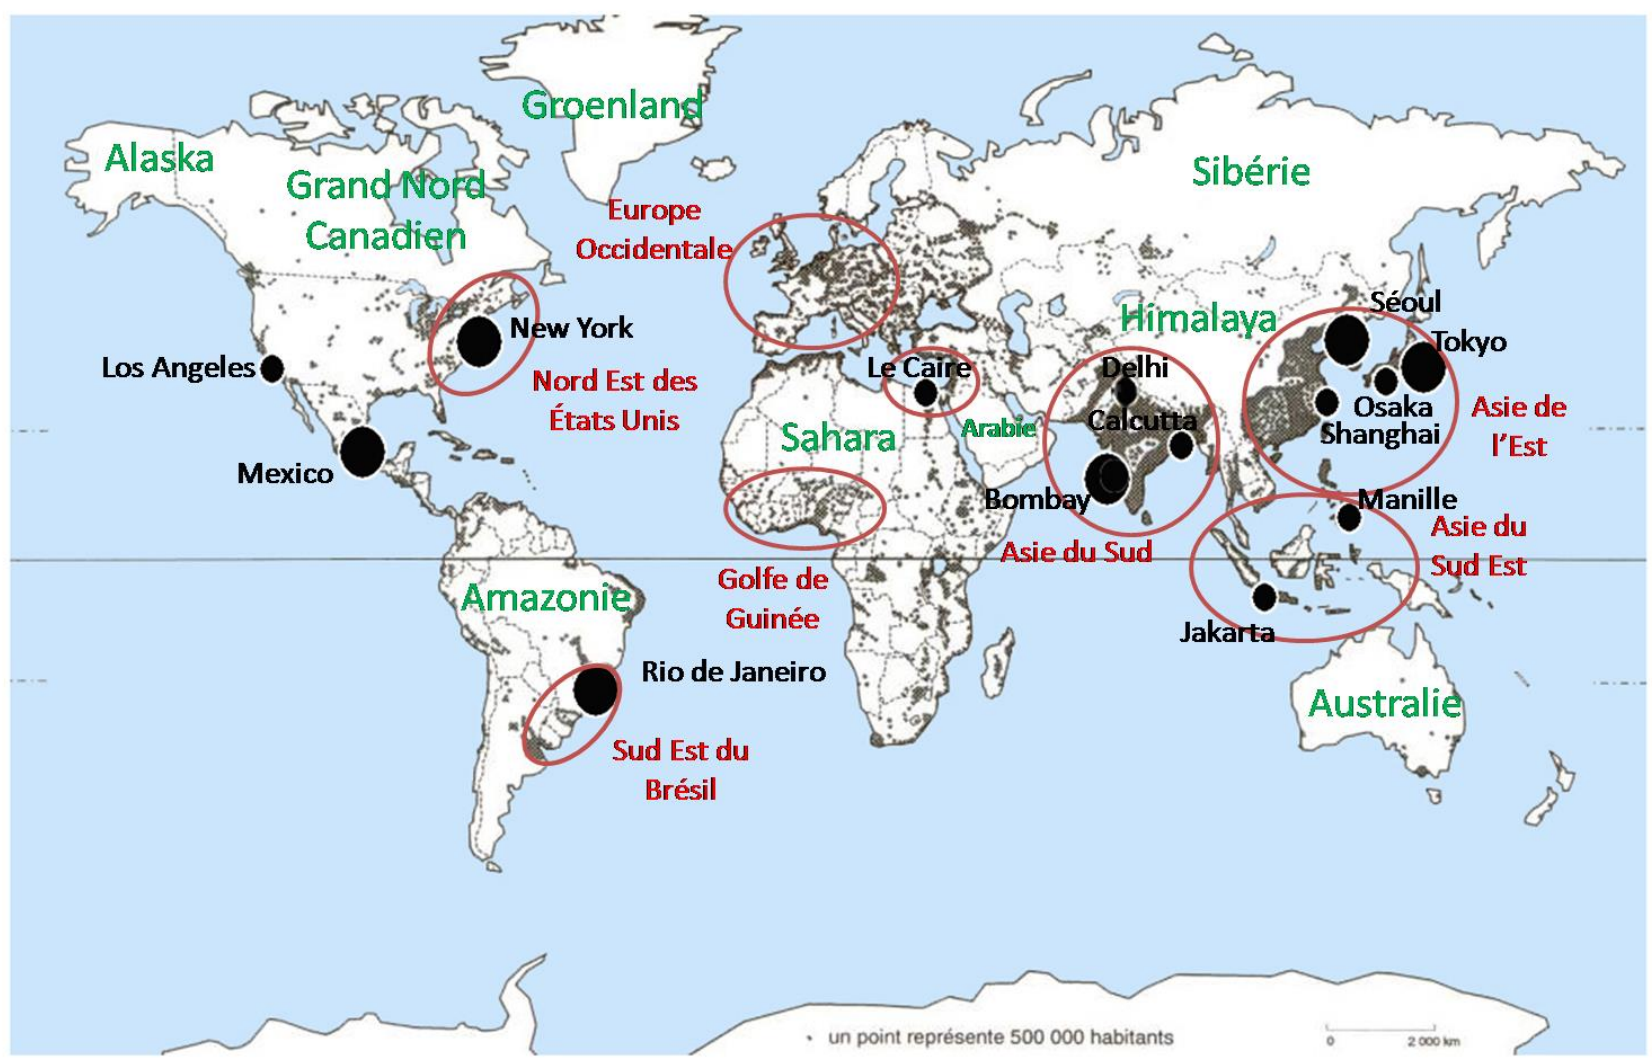 Groenland
Alaska
Grand Nord
Canadien
Sibérie
Europe
Occidentale
Himalaya
Séoul
New York
Tokyo
Los Angeles
Le Caire
Delhi
Nord Est des
États Unis
Osaka
Asie de
l'Est
Calcutta
Shanghai
Sahara
Arabie
Mexico
Bombay
Manille
Asie du
Sud Est
Asie du Sud
Golfe de
Guinée
Amazonie
Jakarta
Rio de Janeiro
Australie
Sud Est du
Brésil
un point représente 500 000 habitants
0 2 000 km